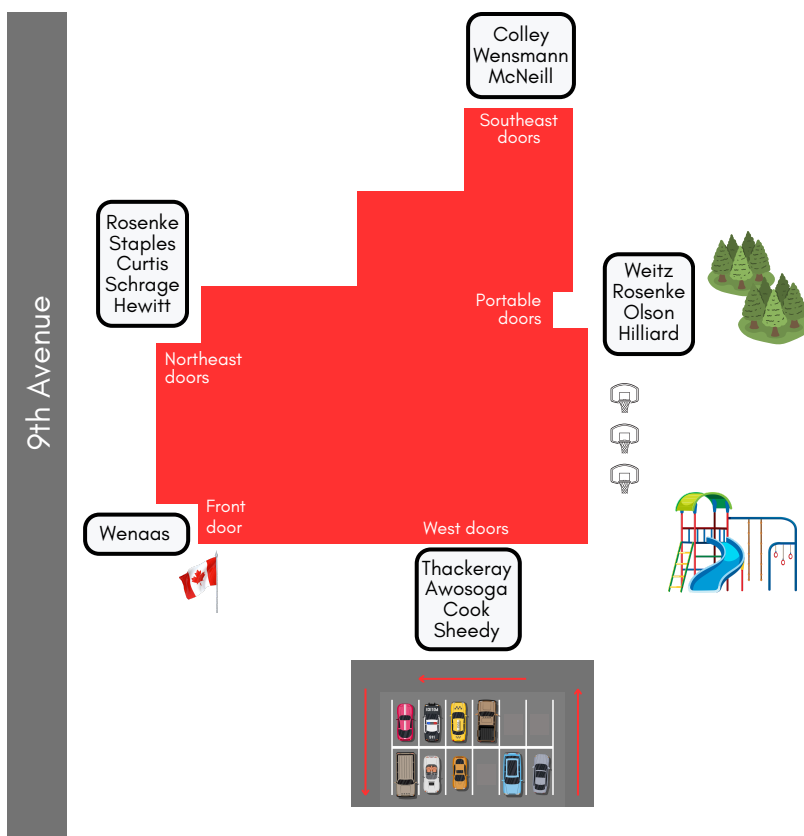 Colley
Wensmann
McNeill
Southeast
doors
Rosenke
Staples
Curtis
Schrage
Hewitt
Weitz
Rosenke
Olson
Hilliard
Portable
doors
9th Avenue
Northeast
doors
Front
door
West doors
Wenaas
Thackeray
Awosoga
Cook
Sheedy